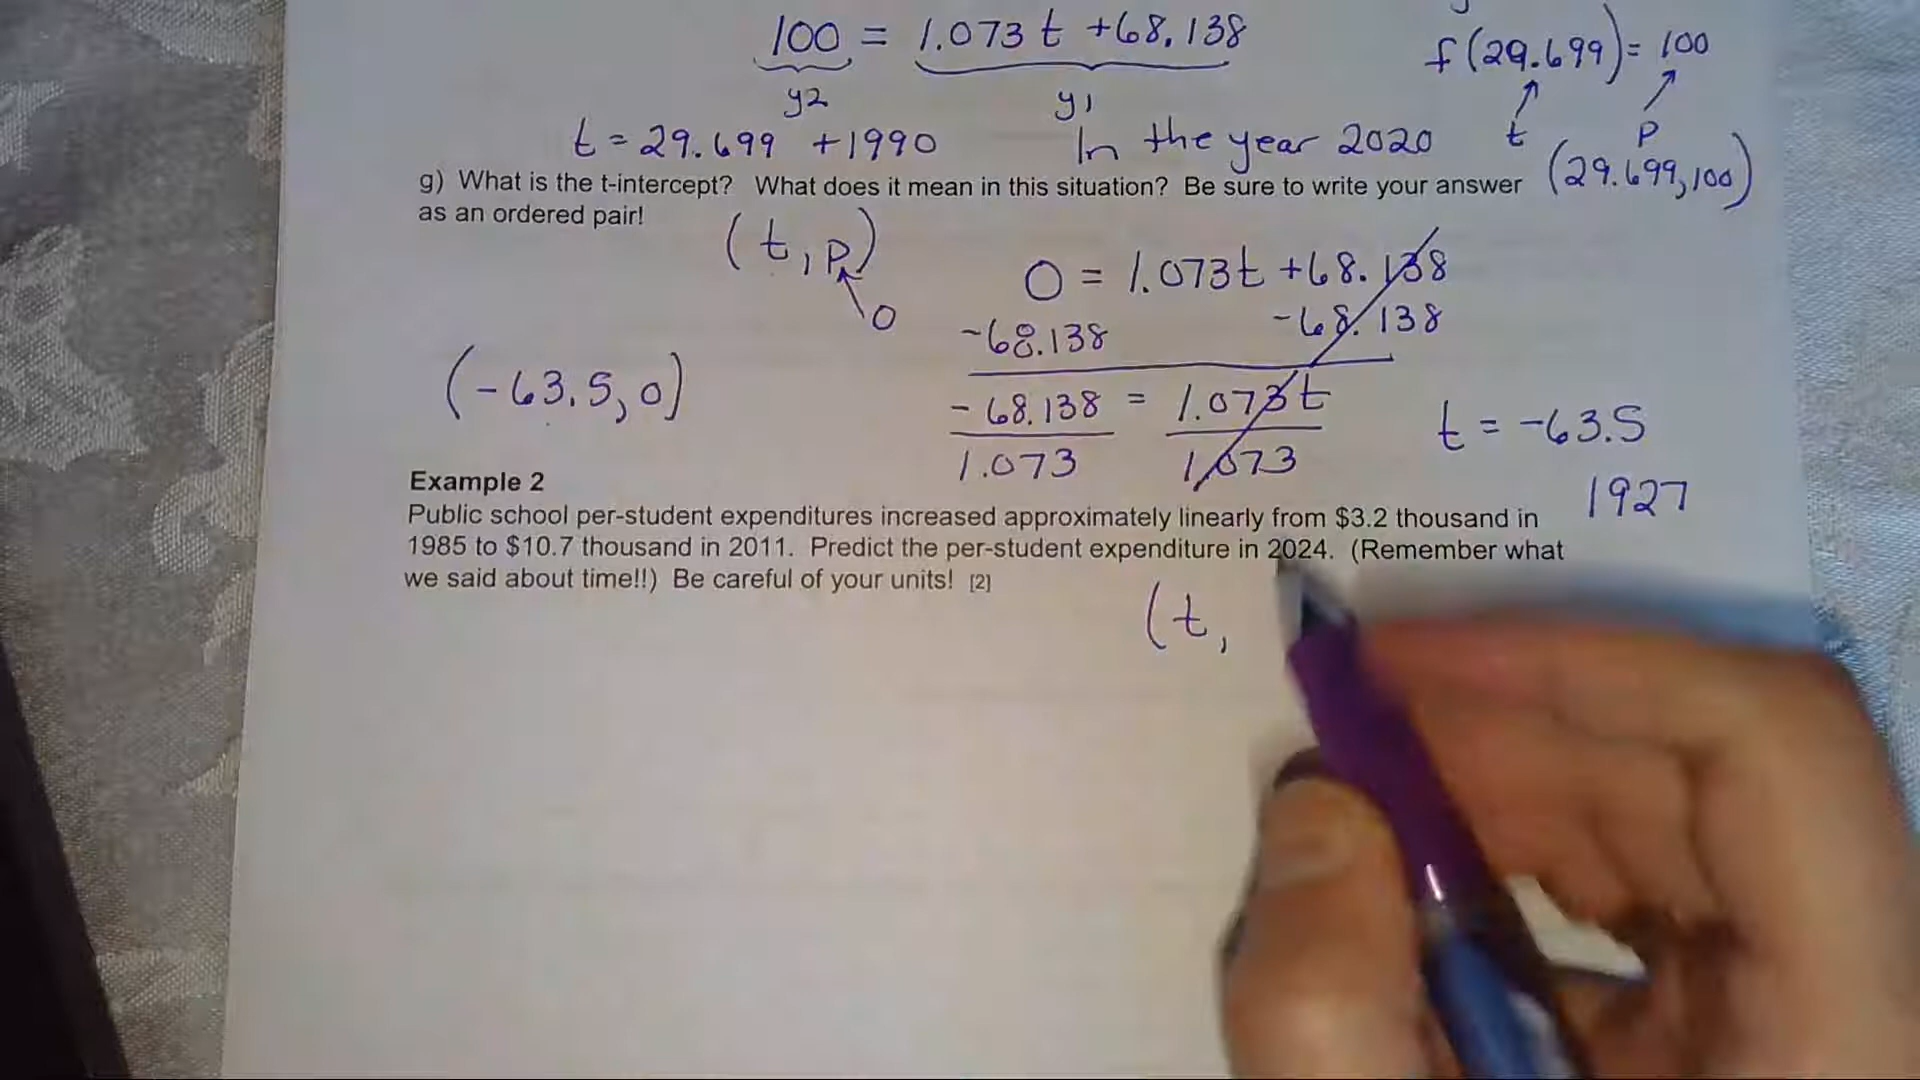 100 = 1.073 t + 68.138
y2
y1
f(29.699) = 100
t
P
t = 29.699 + 1990
In the year 2020
(29.699, 100)
g) What is the t-intercept? What does it mean in this situation? Be sure to write your answer
as an ordered pair!
(t, P)
0
0 = 1.073t + 68.138
-68.138 -68.138
(-63.5, 0)
-68.138 = 1.073t
1.073 1.073
t = -63.5
1927
Example 2
Public school per-student expenditures increased approximately linearly from $3.2 thousand in
1985 to $10.7 thousand in 2011. Predict the per-student expenditure in 2024. (Remember what
we said about time!!) Be careful of your units! [2]
(t,